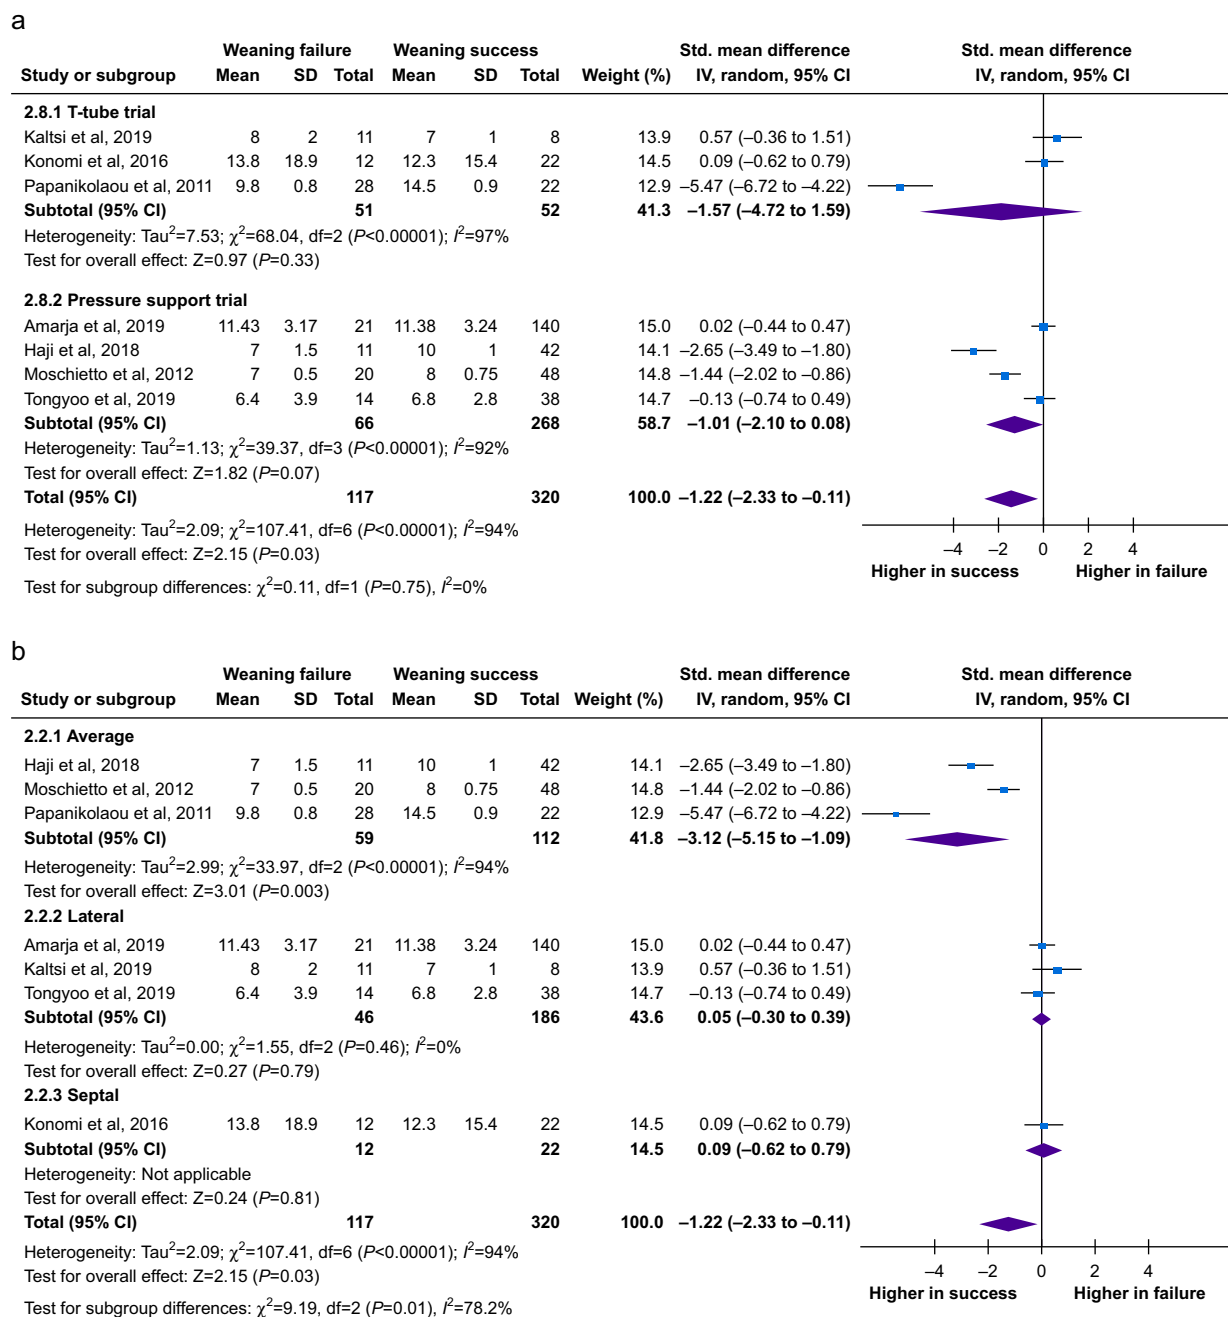 a
Weaning failure Weaning success Std. mean difference Std. mean difference
Study or subgroup Mean SD Total Mean SD Total Weight (%) IV, random, 95% CI IV, random, 95% CI
2.8.1 T-tube trial
Kaltsi et al, 2019 8 2 11 7 1 8 13.9 0.57 (–0.36 to 1.51)
Konomi et al, 2016 13.8 18.9 12 12.3 15.4 22 14.5 0.09 (–0.62 to 0.79)
Papanikolaou et al, 2011 9.8 0.8 28 14.5 0.9 22 12.9 –5.47 (–6.72 to –4.22)
Subtotal (95% CI) 51 52 41.3 –1.57 (–4.72 to 1.59)
Heterogeneity: Tau²=7.53; χ²=68.04, df=2 (P<0.00001); I²=97%
Test for overall effect: Z=0.97 (P=0.33)
2.8.2 Pressure support trial
Amarja et al, 2019 11.43 3.17 21 11.38 3.24 140 15.0 0.02 (–0.44 to 0.47)
Haji et al, 2018 7 1.5 11 10 1 42 14.1 –2.65 (–3.49 to –1.80)
Moschietto et al, 2012 7 0.5 20 8 0.75 48 14.8 –1.44 (–2.02 to –0.86)
Tongyoo et al, 2019 6.4 3.9 14 6.8 2.8 38 14.7 –0.13 (–0.74 to 0.49)
Subtotal (95% CI) 66 268 58.7 –1.01 (–2.10 to 0.08)
Heterogeneity: Tau²=1.13; χ²=39.37, df=3 (P<0.00001); I²=92%
Test for overall effect: Z=1.82 (P=0.07)
Total (95% CI) 117 320 100.0 –1.22 (–2.33 to –0.11)
Heterogeneity: Tau²=2.09; χ²=107.41, df=6 (P<0.00001); I²=94%
Test for overall effect: Z=2.15 (P=0.03)
Test for subgroup differences: χ²=0.11, df=1 (P=0.75), I²=0%
–4 –2 0 2 4
Higher in success Higher in failure
b
Weaning failure Weaning success Std. mean difference Std. mean difference
Study or subgroup Mean SD Total Mean SD Total Weight (%) IV, random, 95% CI IV, random, 95% CI
2.2.1 Average
Haji et al, 2018 7 1.5 11 10 1 42 14.1 –2.65 (–3.49 to –1.80)
Moschietto et al, 2012 7 0.5 20 8 0.75 48 14.8 –1.44 (–2.02 to –0.86)
Papanikolaou et al, 2011 9.8 0.8 28 14.5 0.9 22 12.9 –5.47 (–6.72 to –4.22)
Subtotal (95% CI) 59 112 41.8 –3.12 (–5.15 to –1.09)
Heterogeneity: Tau²=2.99; χ²=33.97, df=2 (P<0.00001); I²=94%
Test for overall effect: Z=3.01 (P=0.003)
2.2.2 Lateral
Amarja et al, 2019 11.43 3.17 21 11.38 3.24 140 15.0 0.02 (–0.44 to 0.47)
Kaltsi et al, 2019 8 2 11 7 1 8 13.9 0.57 (–0.36 to 1.51)
Tongyoo et al, 2019 6.4 3.9 14 6.8 2.8 38 14.7 –0.13 (–0.74 to 0.49)
Subtotal (95% CI) 46 186 43.6 0.05 (–0.30 to 0.39)
Heterogeneity: Tau²=0.00; χ²=1.55, df=2 (P=0.46); I²=0%
Test for overall effect: Z=0.27 (P=0.79)
2.2.3 Septal
Konomi et al, 2016 13.8 18.9 12 12.3 15.4 22 14.5 0.09 (–0.62 to 0.79)
Subtotal (95% CI) 12 22 14.5 0.09 (–0.62 to 0.79)
Heterogeneity: Not applicable
Test for overall effect: Z=0.24 (P=0.81)
Total (95% CI) 117 320 100.0 –1.22 (–2.33 to –0.11)
Heterogeneity: Tau²=2.09; χ²=107.41, df=6 (P<0.00001); I²=94%
Test for overall effect: Z=2.15 (P=0.03)
Test for subgroup differences: χ²=9.19, df=2 (P=0.01), I²=78.2%
–4 –2 0 2 4
Higher in success Higher in failure